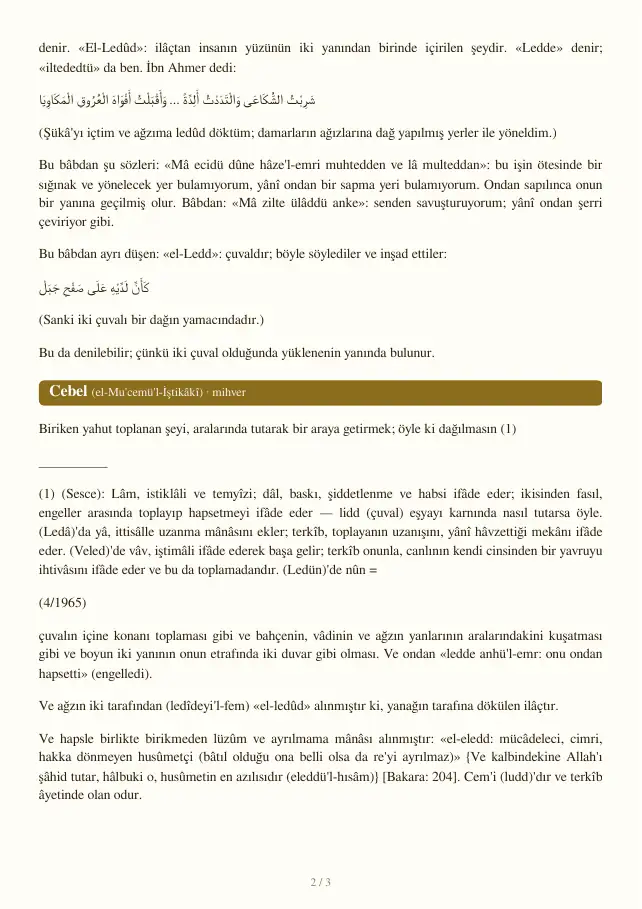 denir. «El-Ledûd»: ilâçtan insanın yüzünün iki yanından birinde içirilen şeydir. «Ledde» denir;
«iltededtü» da ben. İbn Ahmer dedi:
شَرِبْتُ الشُّكَاعَى وَالْتَدَدْتُ أَلِدَّةً ... وَأَقْبَلْتُ أَفْوَاهَ الْعُرُوقِ الْمَكَاوِيَا
(Şükâ'yı içtim ve ağzıma ledûd döktüm; damarların ağızlarına dağ yapılmış yerler ile yöneldim.)
Bu bâbdan şu sözleri: «Mâ ecidü dûne hâze'l-emri muhtedden ve lâ multeddan»: bu işin ötesinde bir
sığınak ve yönelecek yer bulamıyorum, yânî ondan bir sapma yeri bulamıyorum. Ondan sapılınca onun
bir yanına geçilmiş olur. Bâbdan: «Mâ zilte ülâddü anke»: senden savuşturuyorum; yânî ondan şerri
çeviriyor gibi.
Bu bâbdan ayrı düşen: «el-Ledd»: çuvaldır; böyle söylediler ve inşad ettiler:
كَأَنَّ لَدَّيْهِ عَلَى صَفْحِ جَبَلْ
(Sanki iki çuvalı bir dağın yamacındadır.)
Bu da denilebilir; çünkü iki çuval olduğunda yüklenenin yanında bulunur.
Cebel (el-Mu'cemü'l-İştikâkî) · mihver
Biriken yahut toplanan şeyi, aralarında tutarak bir araya getirmek; öyle ki dağılmasın (1)
(1) (Sesce): Lâm, istiklâli ve temyîzi; dâl, baskı, şiddetlenme ve habsi ifâde eder; ikisinden fasıl,
engeller arasında toplayıp hapsetmeyi ifâde eder — lidd (çuval) eşyayı karnında nasıl tutarsa öyle.
(Ledâ)'da yâ, ittisâlle uzanma mânâsını ekler; terkîb, toplayanın uzanışını, yânî hâvzettiği mekânı ifâde
eder. (Veled)'de vâv, iştimâli ifâde ederek başa gelir; terkîb onunla, canlının kendi cinsinden bir yavruyu
ihtivâsını ifâde eder ve bu da toplamadandır. (Ledün)'de nûn =
(4/1965)
çuvalın içine konanı toplaması gibi ve bahçenin, vâdinin ve ağzın yanlarının aralarındakini kuşatması
gibi ve boyun iki yanının onun etrafında iki duvar gibi olması. Ve ondan «ledde anhü'l-emr: onu ondan
hapsetti» (engelledi).
Ve ağzın iki tarafından (ledîdeyi'l-fem) «el-ledûd» alınmıştır ki, yanağın tarafına dökülen ilâçtır.
Ve hapsle birlikte birikmeden lüzûm ve ayrılmama mânâsı alınmıştır: «el-eledd: mücâdeleci, cimri,
hakka dönmeyen husûmetçi (bâtıl olduğu ona belli olsa da re'yi ayrılmaz)» {Ve kalbindekine Allah'ı
şâhid tutar, hâlbuki o, husûmetin en azılısıdır (eleddü'l-hısâm)} [Bakara: 204]. Cem'i (ludd)'dır ve terkîb
âyetinde olan odur.
2 / 3